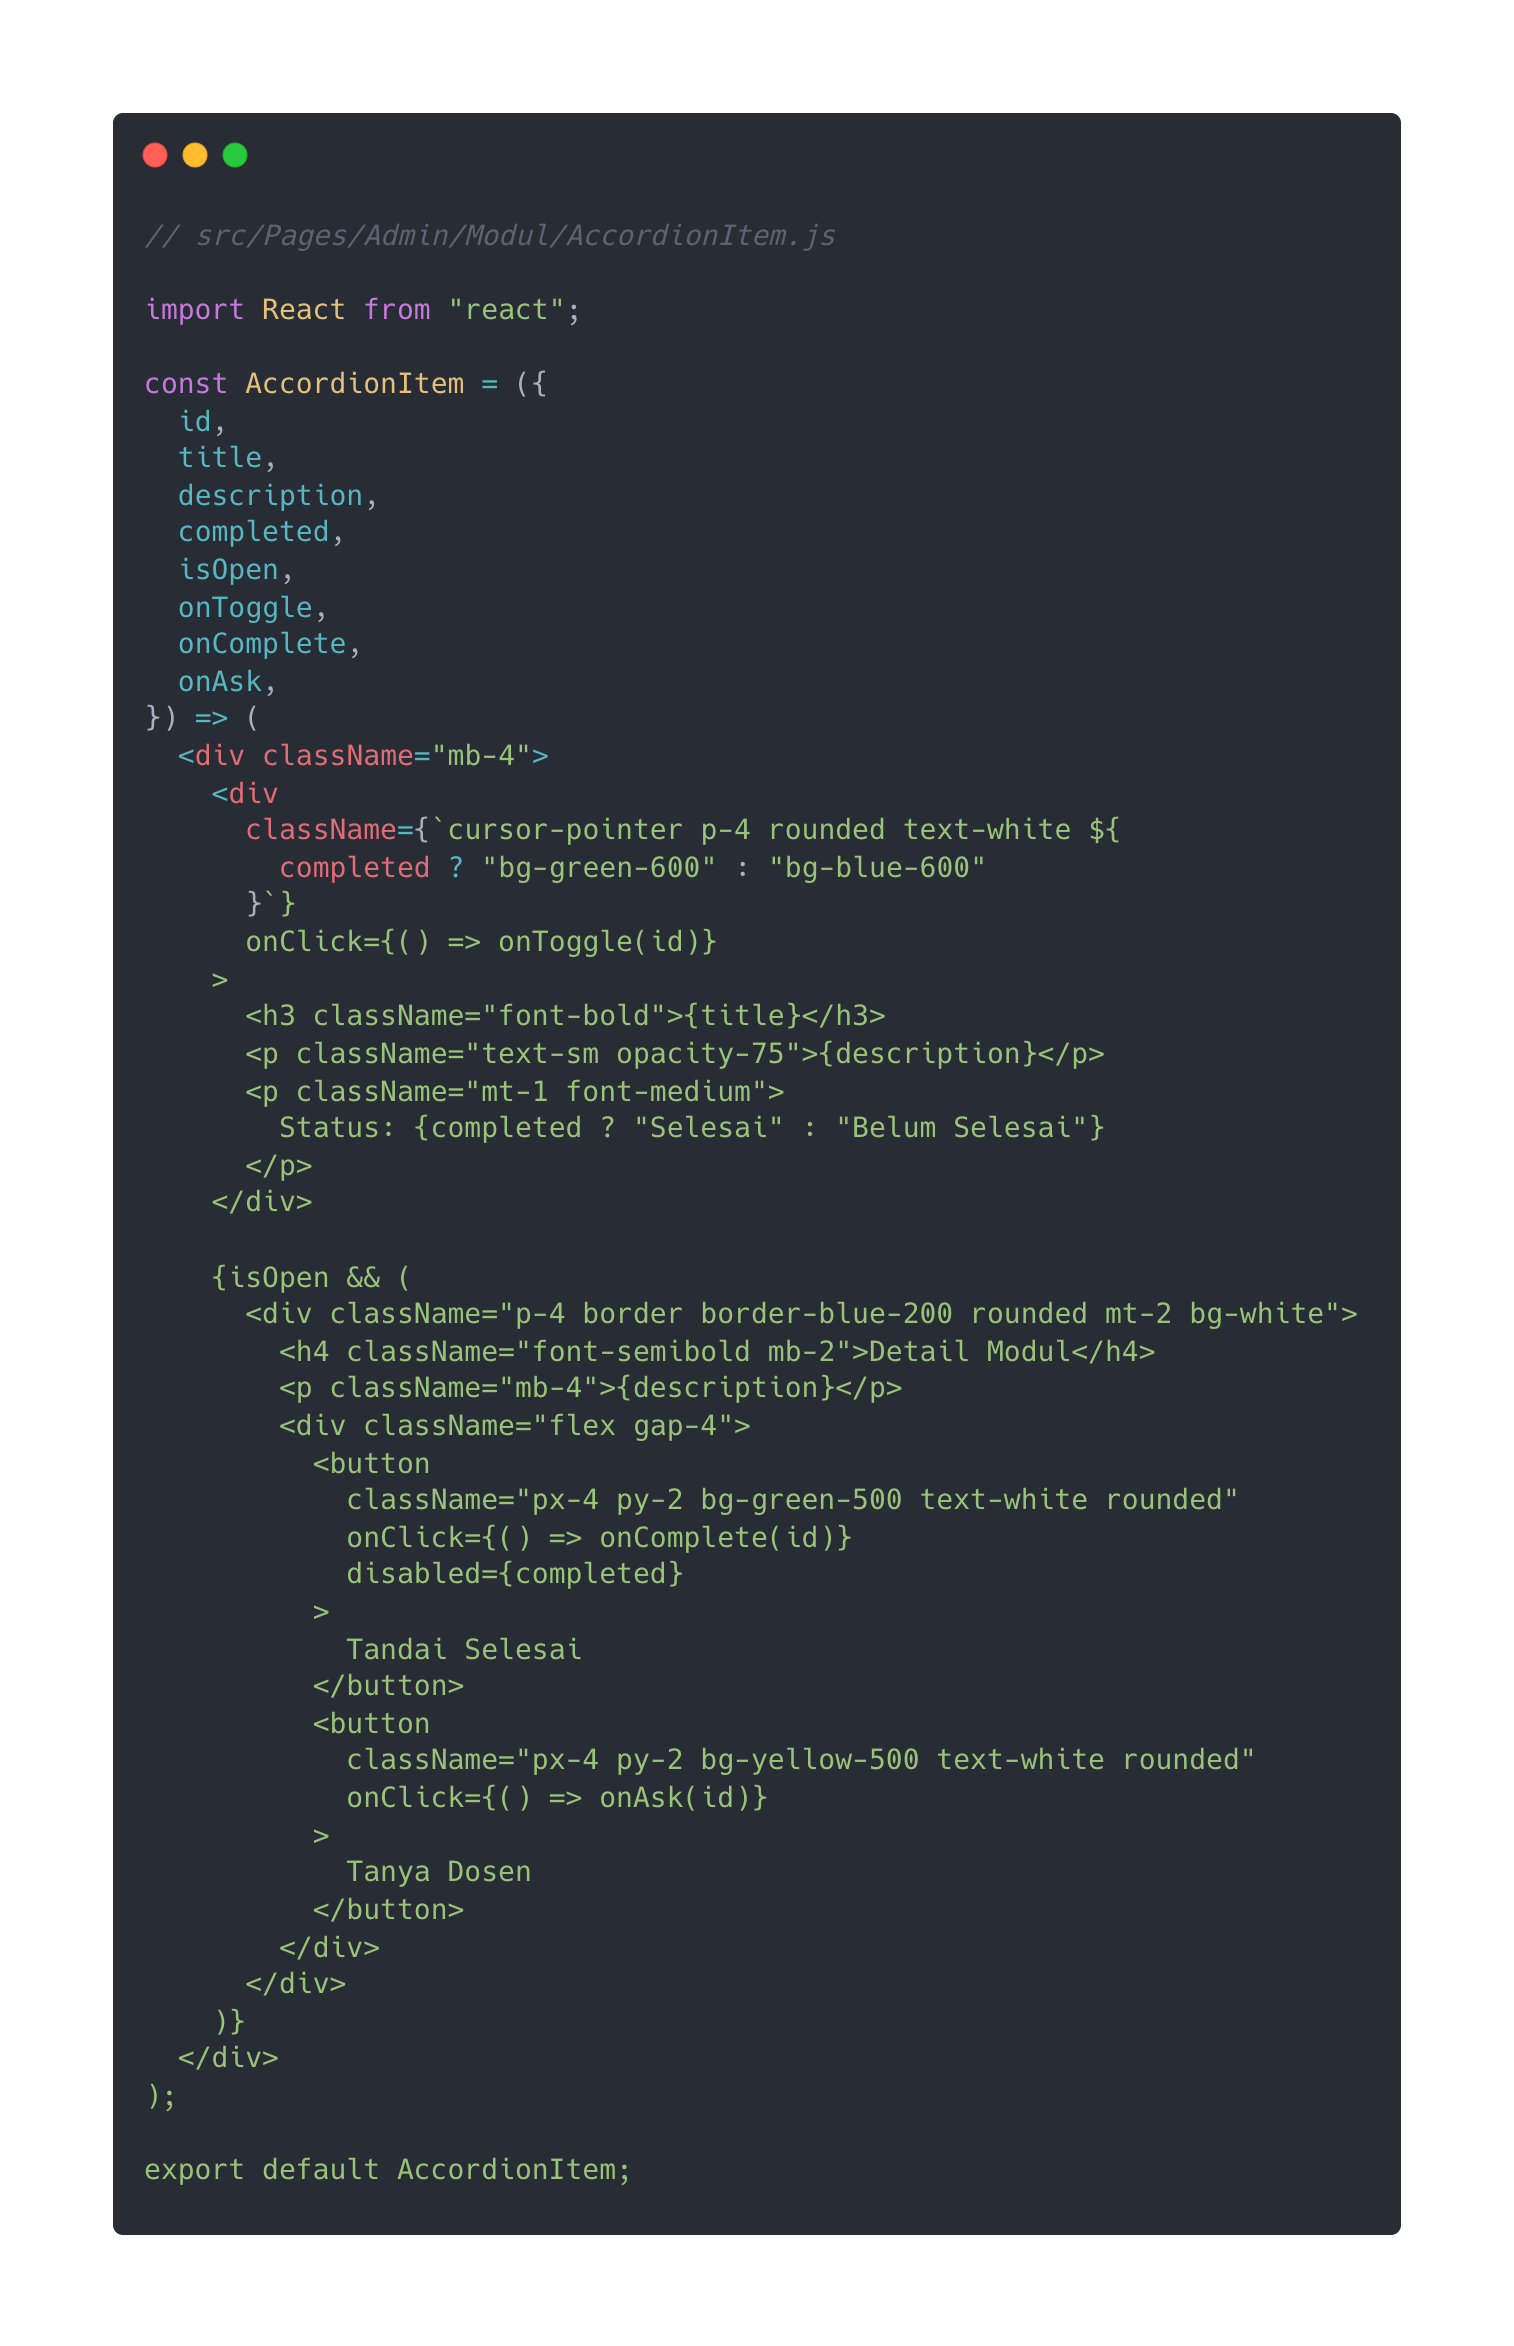 // src/Pages/Admin/Modul/AccordionItem.js

import React from "react";

const AccordionItem = ({
  id,
  title,
  description,
  completed,
  isOpen,
  onToggle,
  onComplete,
  onAsk,
}) => (
  <div className="mb-4">
    <div
      className={`cursor-pointer p-4 rounded text-white ${
        completed ? "bg-green-600" : "bg-blue-600"
      }`}
      onClick={() => onToggle(id)}
    >
      <h3 className="font-bold">{title}</h3>
      <p className="text-sm opacity-75">{description}</p>
      <p className="mt-1 font-medium">
        Status: {completed ? "Selesai" : "Belum Selesai"}
      </p>
    </div>

    {isOpen && (
      <div className="p-4 border border-blue-200 rounded mt-2 bg-white">
        <h4 className="font-semibold mb-2">Detail Modul</h4>
        <p className="mb-4">{description}</p>
        <div className="flex gap-4">
          <button
            className="px-4 py-2 bg-green-500 text-white rounded"
            onClick={() => onComplete(id)}
            disabled={completed}
          >
            Tandai Selesai
          </button>
          <button
            className="px-4 py-2 bg-yellow-500 text-white rounded"
            onClick={() => onAsk(id)}
          >
            Tanya Dosen
          </button>
        </div>
      </div>
    )}
  </div>
);

export default AccordionItem;